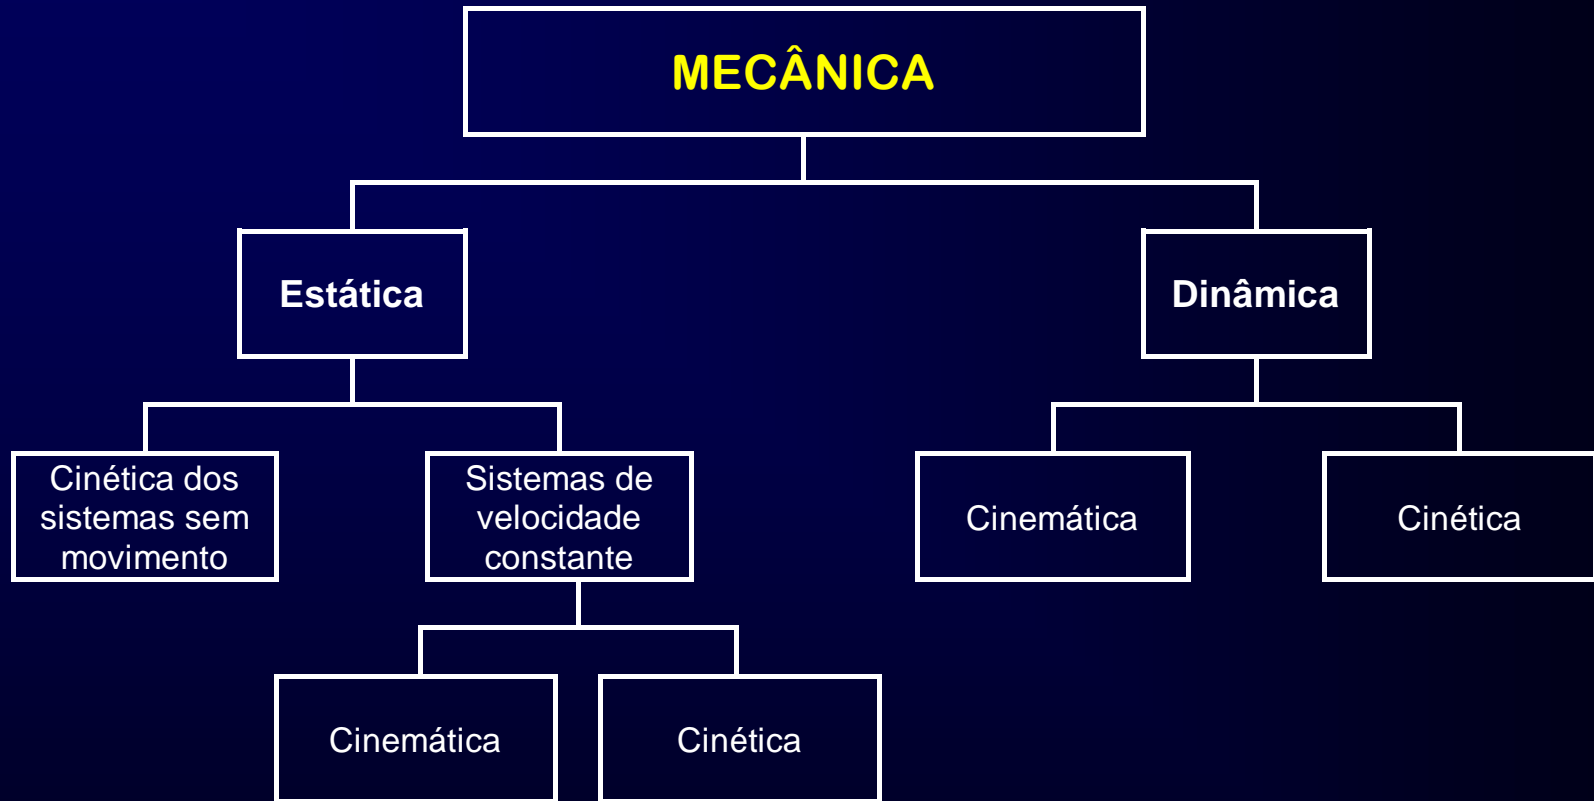 MECÂNICA
Estática
Dinâmica
Cinética dos
sistemas sem
movimento
Sistemas de
velocidade
constante
Cinemática
Cinética
Cinemática
Cinética